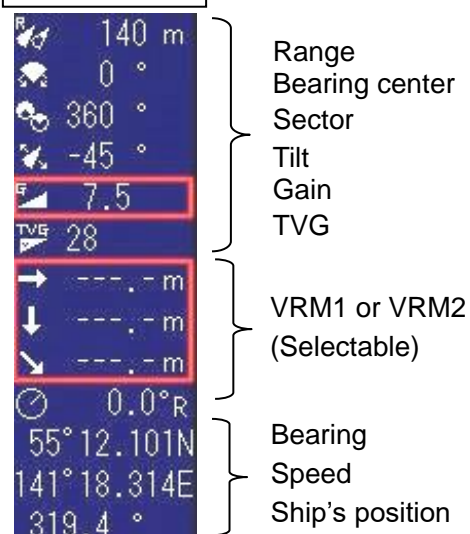 R 140 m
0 °
360 °
-45 °
G 7.5
TVG 28
---.-m
---.-m
---.-m
0.0°R
55°12.101N
141°18.314E
319.4 °
Range
Bearing center
Sector
Tilt
Gain
TVG
VRM1 or VRM2
(Selectable)
Bearing
Speed
Ship's position